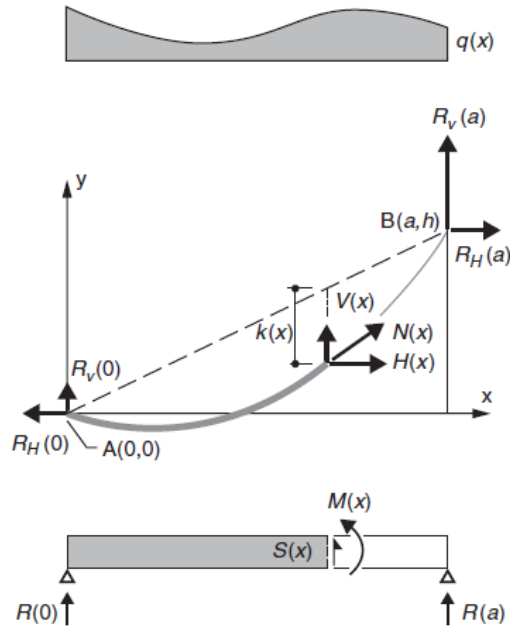 q(x)
R_v(a)
y
B(a,h)
R_H(a)
V(x)
k(x)
N(x)
R_v(0)
H(x)
x
R_H(0)
A(0,0)
M(x)
S(x)
R(0)
R(a)